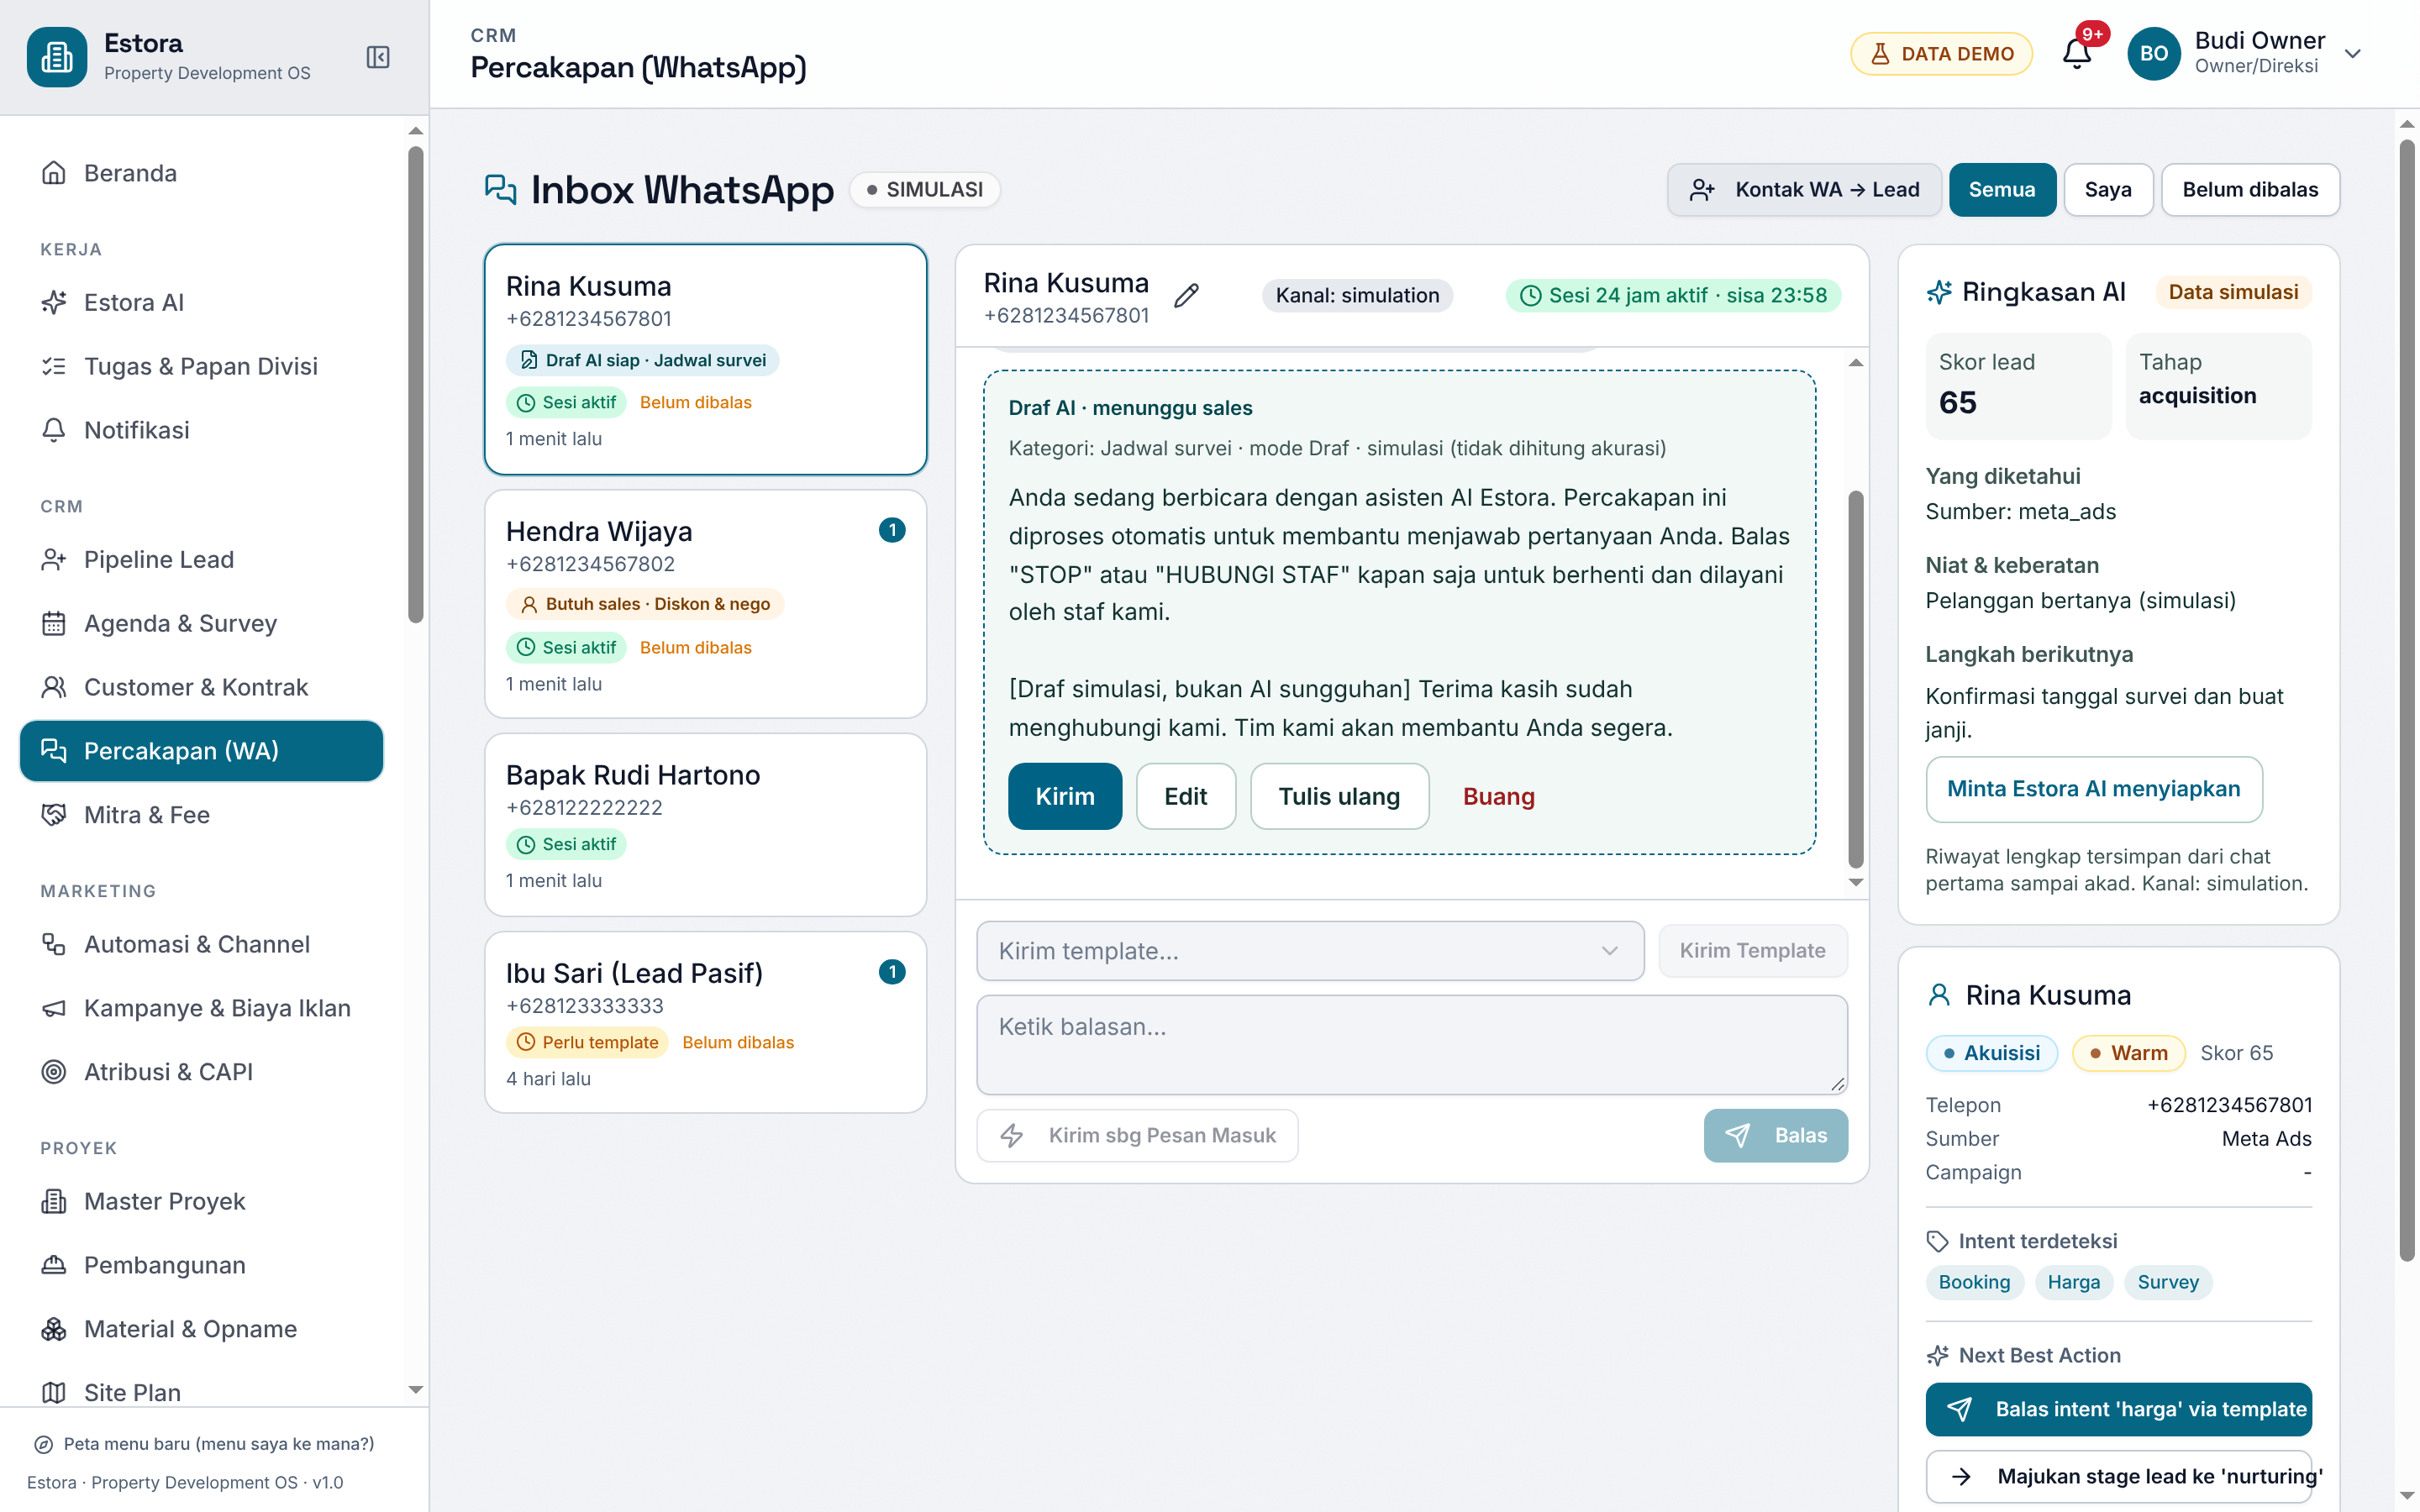 Estora
Property Development OS
Beranda
KERJA
Estora AI
Tugas & Papan Divisi
Notifikasi
CRM
Pipeline Lead
Agenda & Survey
Customer & Kontrak
Percakapan (WA)
Mitra & Fee
MARKETING
Automasi & Channel
Kampanye & Biaya Iklan
Atribusi & CAPI
PROYEK
Master Proyek
Pembangunan
Material & Opname
Site Plan
Peta menu baru (menu saya ke mana?)
Estora · Property Development OS · v1.0
CRM
Percakapan (WhatsApp)
DATA DEMO
9+
BO
Budi Owner
Owner/Direksi
Inbox WhatsApp
SIMULASI
Kontak WA → Lead
Semua
Saya
Belum dibalas
Rina Kusuma
+6281234567801
Draf AI siap · Jadwal survei
Sesi aktif
Belum dibalas
1 menit lalu
Hendra Wijaya
1
+6281234567802
Butuh sales · Diskon & nego
Sesi aktif
Belum dibalas
1 menit lalu
Bapak Rudi Hartono
+628122222222
Sesi aktif
1 menit lalu
Ibu Sari (Lead Pasif)
1
+628123333333
Perlu template
Belum dibalas
4 hari lalu
Rina Kusuma
+6281234567801
Kanal: simulation
Sesi 24 jam aktif · sisa 23:58
Draf AI · menunggu sales
Kategori: Jadwal survei · mode Draf · simulasi (tidak dihitung akurasi)
Anda sedang berbicara dengan asisten AI Estora. Percakapan ini
diproses otomatis untuk membantu menjawab pertanyaan Anda. Balas
"STOP" atau "HUBUNGI STAF" kapan saja untuk berhenti dan dilayani
oleh staf kami.
[Draf simulasi, bukan AI sungguhan] Terima kasih sudah
menghubungi kami. Tim kami akan membantu Anda segera.
Kirim
Edit
Tulis ulang
Buang
Kirim template...
Kirim Template
Ketik balasan...
Kirim sbg Pesan Masuk
Balas
Ringkasan AI
Data simulasi
Skor lead
65
Tahap
acquisition
Yang diketahui
Sumber: meta_ads
Niat & keberatan
Pelanggan bertanya (simulasi)
Langkah berikutnya
Konfirmasi tanggal survei dan buat
janji.
Minta Estora AI menyiapkan
Riwayat lengkap tersimpan dari chat
pertama sampai akad. Kanal: simulation.
Rina Kusuma
Akuisisi
Warm
Skor 65
Telepon
+6281234567801
Sumber
Meta Ads
Campaign
-
Intent terdeteksi
Booking
Harga
Survey
Next Best Action
Balas intent 'harga' via template
Majukan stage lead ke 'nurturing'